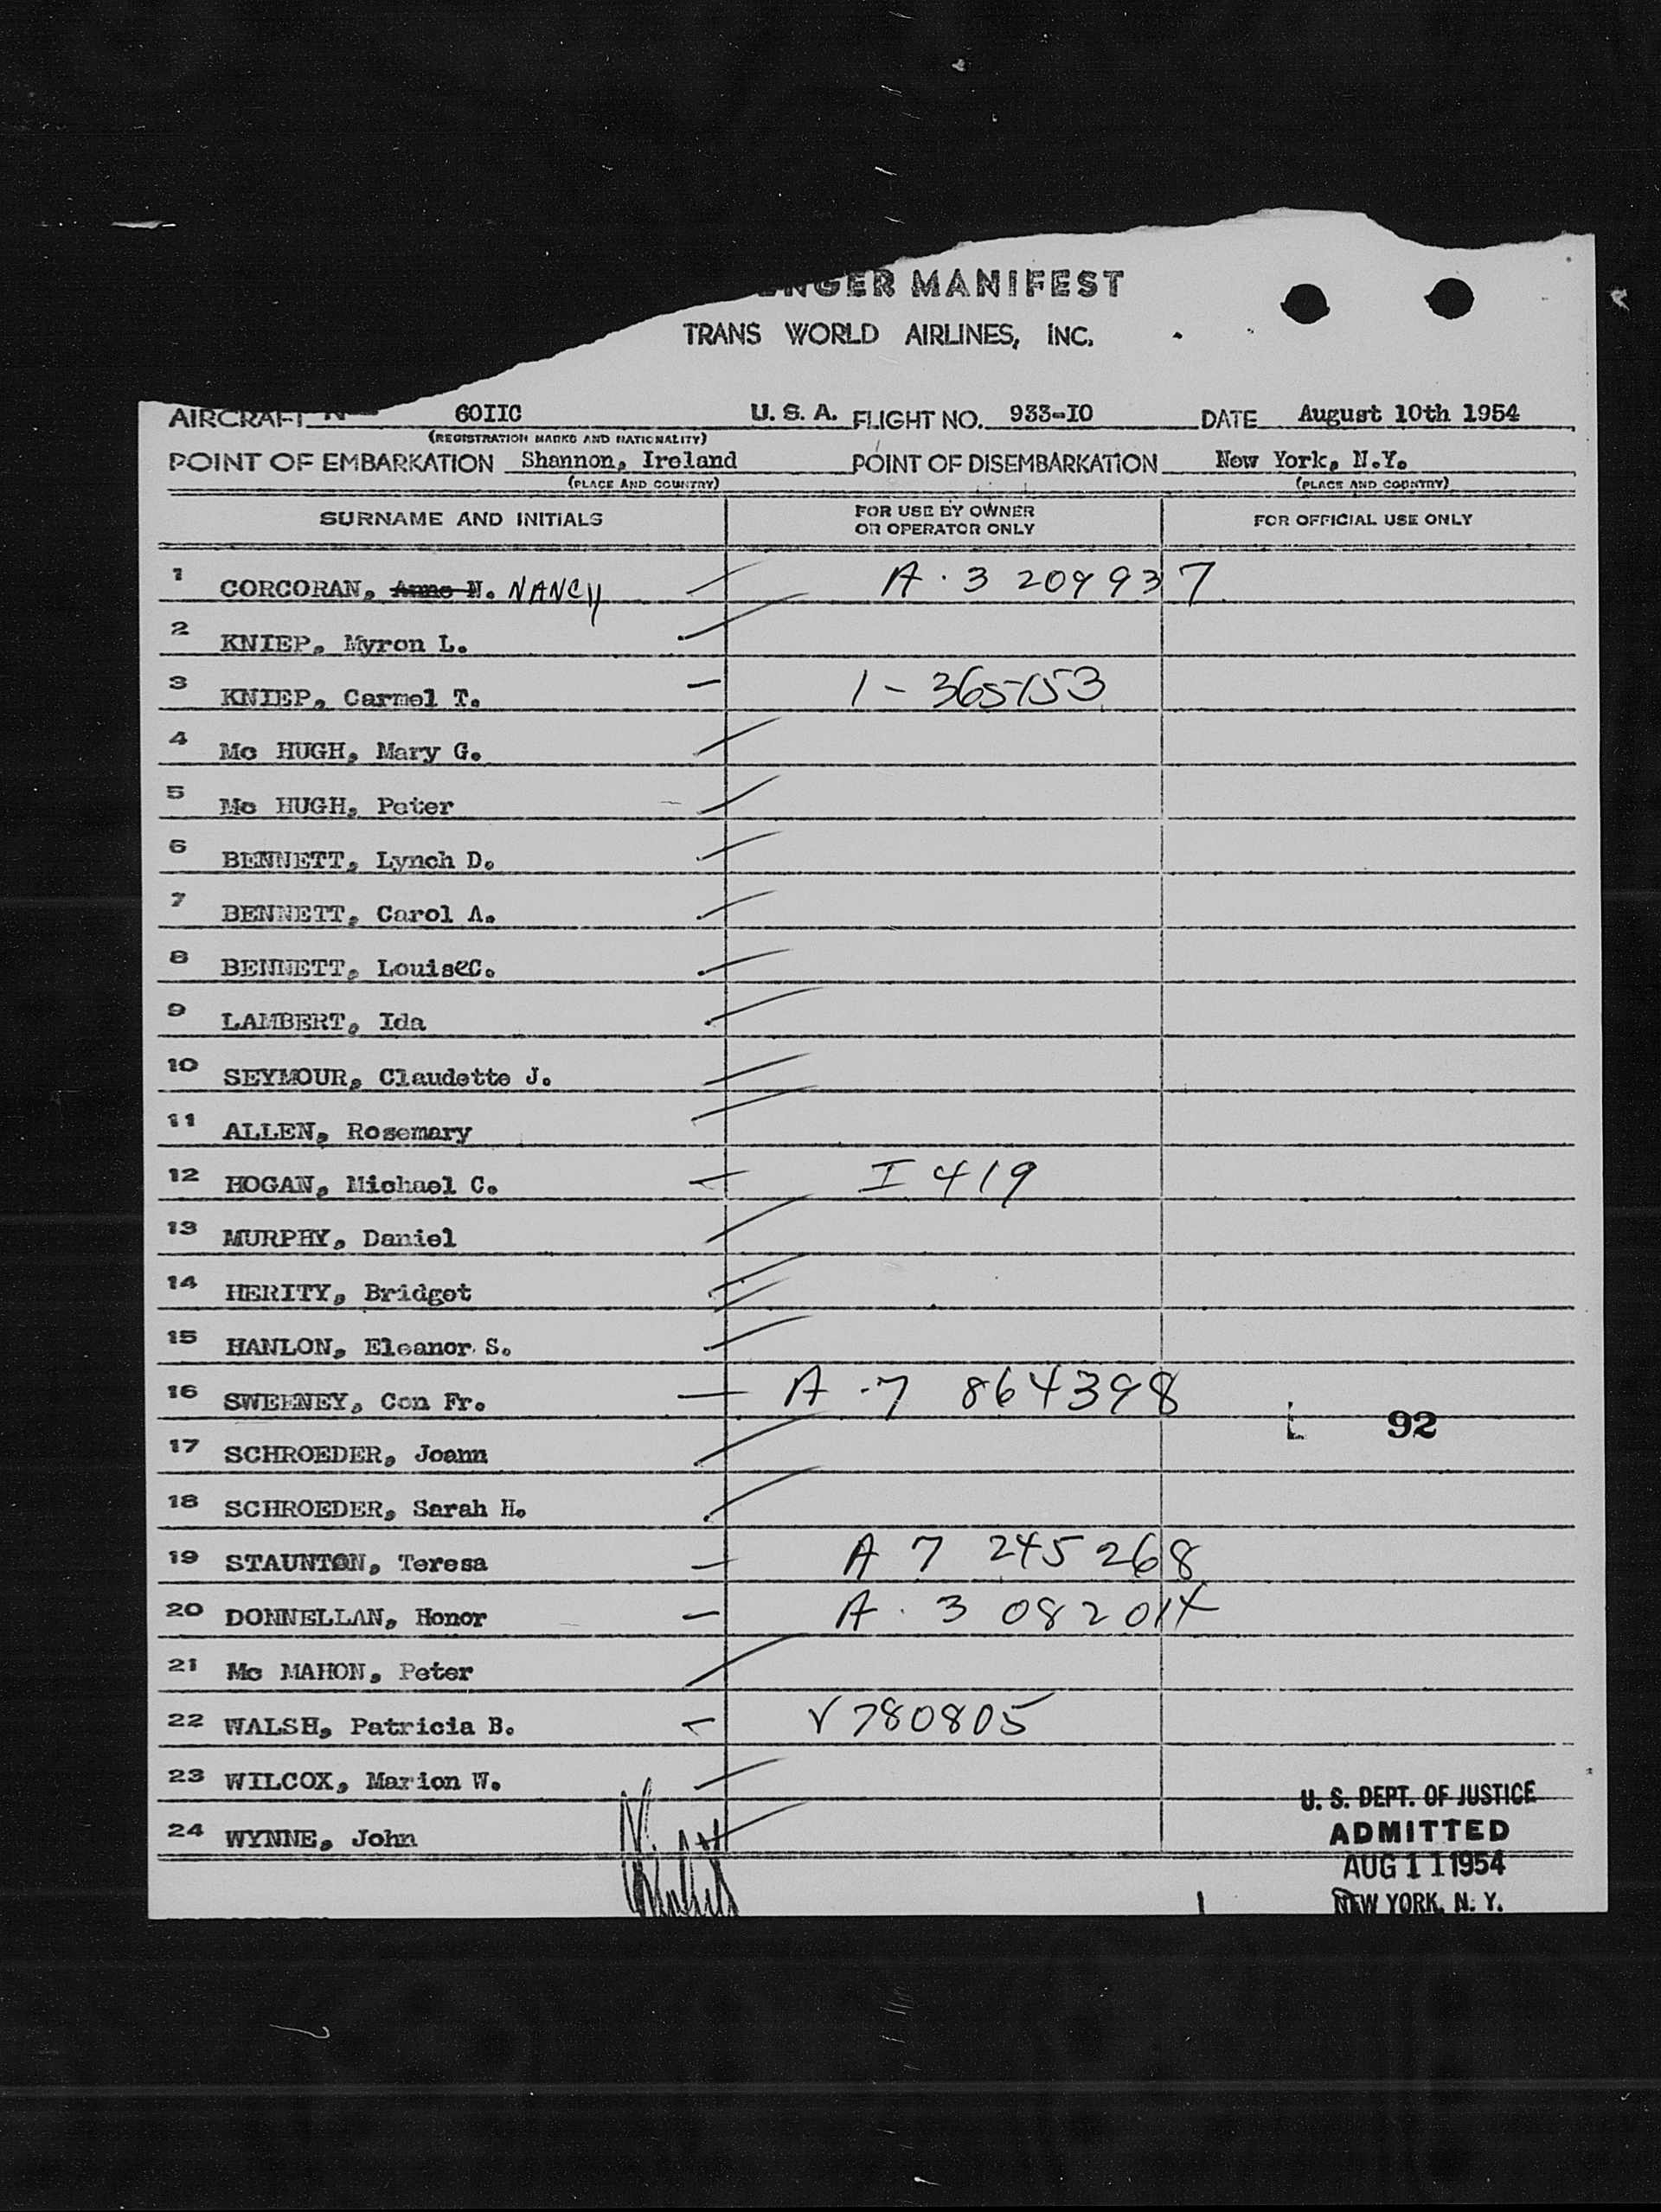 ENGER MANIFEST
TRANS WORLD AIRLINES, INC.
AIRCRAFT N 60IIC U. S. A. FLIGHT NO. 933-I0 DATE August 10th 1954
(REGISTRATION MARKS AND NATIONALITY)
POINT OF EMBARKATION Shannon, Ireland POINT OF DISEMBARKATION New York, N.Y.
(PLACE AND COUNTRY) (PLACE AND COUNTRY)
SURNAME AND INITIALS FOR USE BY OWNER OR OPERATOR ONLY FOR OFFICIAL USE ONLY
1 CORCORAN, Anne N. NANCY A. 3 209937
2 KNIEP, Myron L.
3 KNIEP, Carmel T. 1-365153
4 Mc HUGH, Mary G.
5 Mc HUGH, Peter
6 BENNETT, Lynch D.
7 BENNETT, Carol A.
8 BENNETT, LouiseC.
9 LAMBERT, Ida
10 SEYMOUR, Claudette J.
11 ALLEN, Rosemary
12 HOGAN, Michael C. I 419
13 MURPHY, Daniel
14 HERITY, Bridget
15 HANLON, Eleanor S.
16 SWEENEY, Con Fr. A-7 864398
92
17 SCHROEDER, Joann
18 SCHROEDER, Sarah H.
19 STAUNTON, Teresa A 7 245268
20 DONNELLAN, Honor A. 3 082014
21 Mc MAHON, Peter
22 WALSH, Patricia B. V780805
23 WILCOX, Marion W.
24 WYNNE, John
U. S. DEPT. OF JUSTICE
ADMITTED
AUG 11 1954
NEW YORK, N. Y.